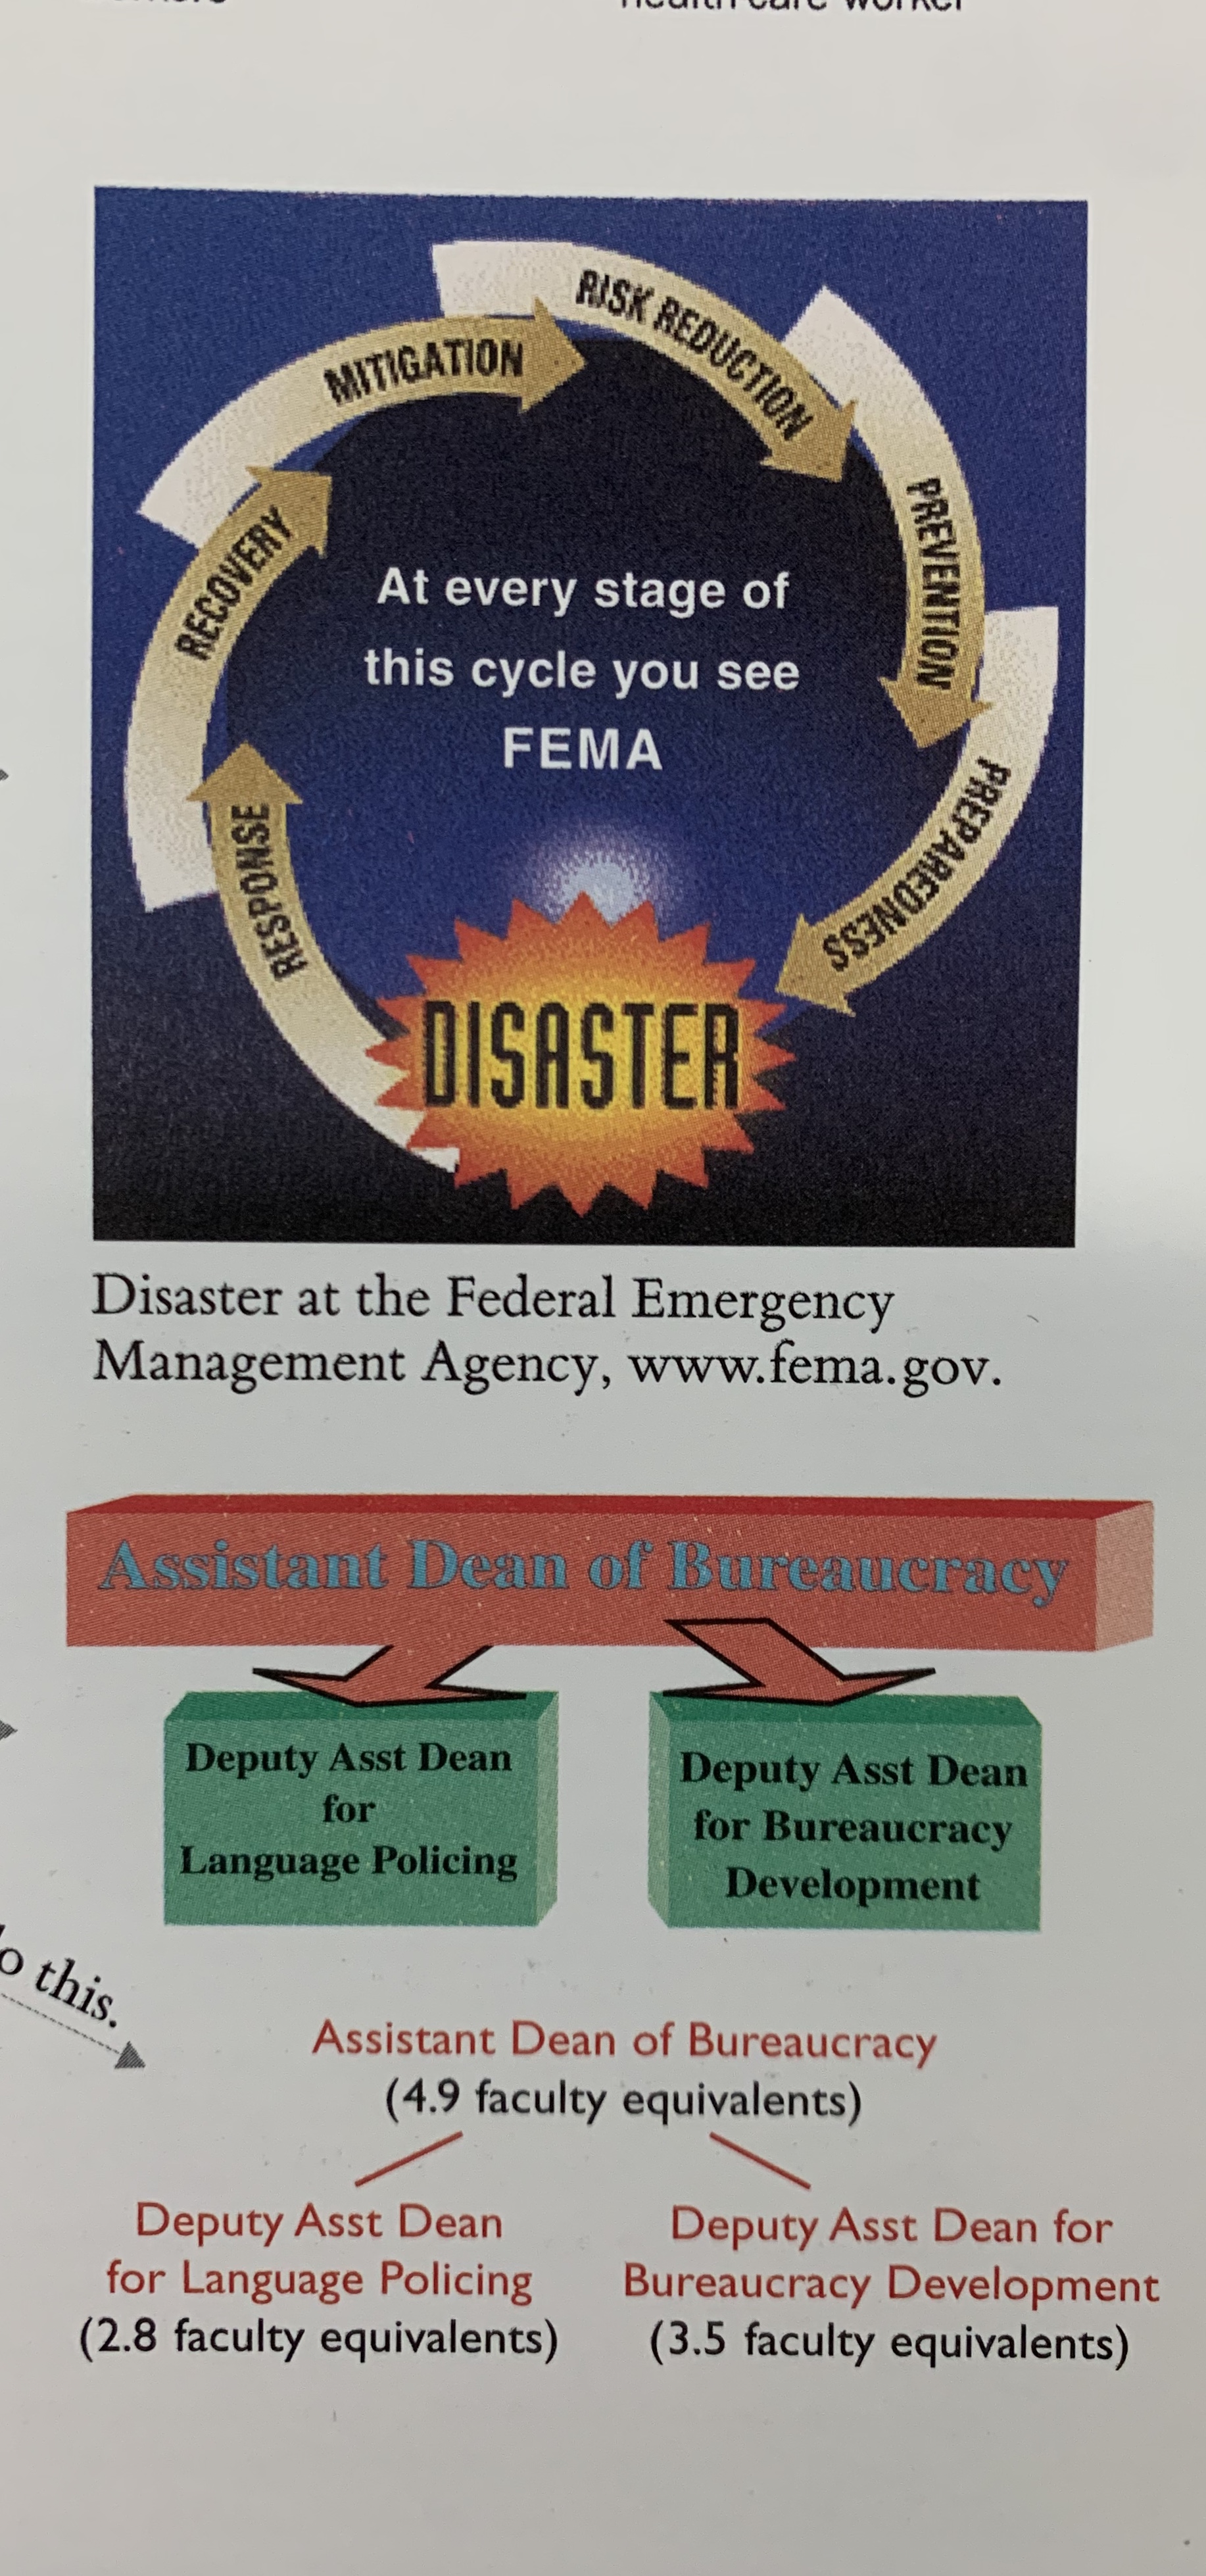 health care worker
RISK REDUCTION
MITIGATION
PREVENTION
RECOVERY
At every stage of
this cycle you see
FEMA
PREPAREDNESS
RESPONSE
DISASTER
Disaster at the Federal Emergency
Management Agency, www.fema.gov.
Assistant Dean of Bureaucracy
Deputy Asst Dean
for
Language Policing
Deputy Asst Dean
for Bureaucracy
Development
this.
Assistant Dean of Bureaucracy
(4.9 faculty equivalents)
Deputy Asst Dean
for Language Policing
(2.8 faculty equivalents)
Deputy Asst Dean for
Bureaucracy Development
(3.5 faculty equivalents)